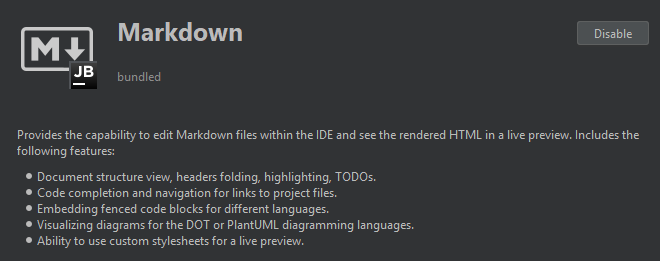 Markdown
Disable
M
JB
bundled
Provides the capability to edit Markdown files within the IDE and see the rendered HTML in a live preview. Includes the
following features:
• Document structure view, headers folding, highlighting, TODOs.
• Code completion and navigation for links to project files.
• Embedding fenced code blocks for different languages.
• Visualizing diagrams for the DOT or PlantUML diagramming languages.
• Ability to use custom stylesheets for a live preview.